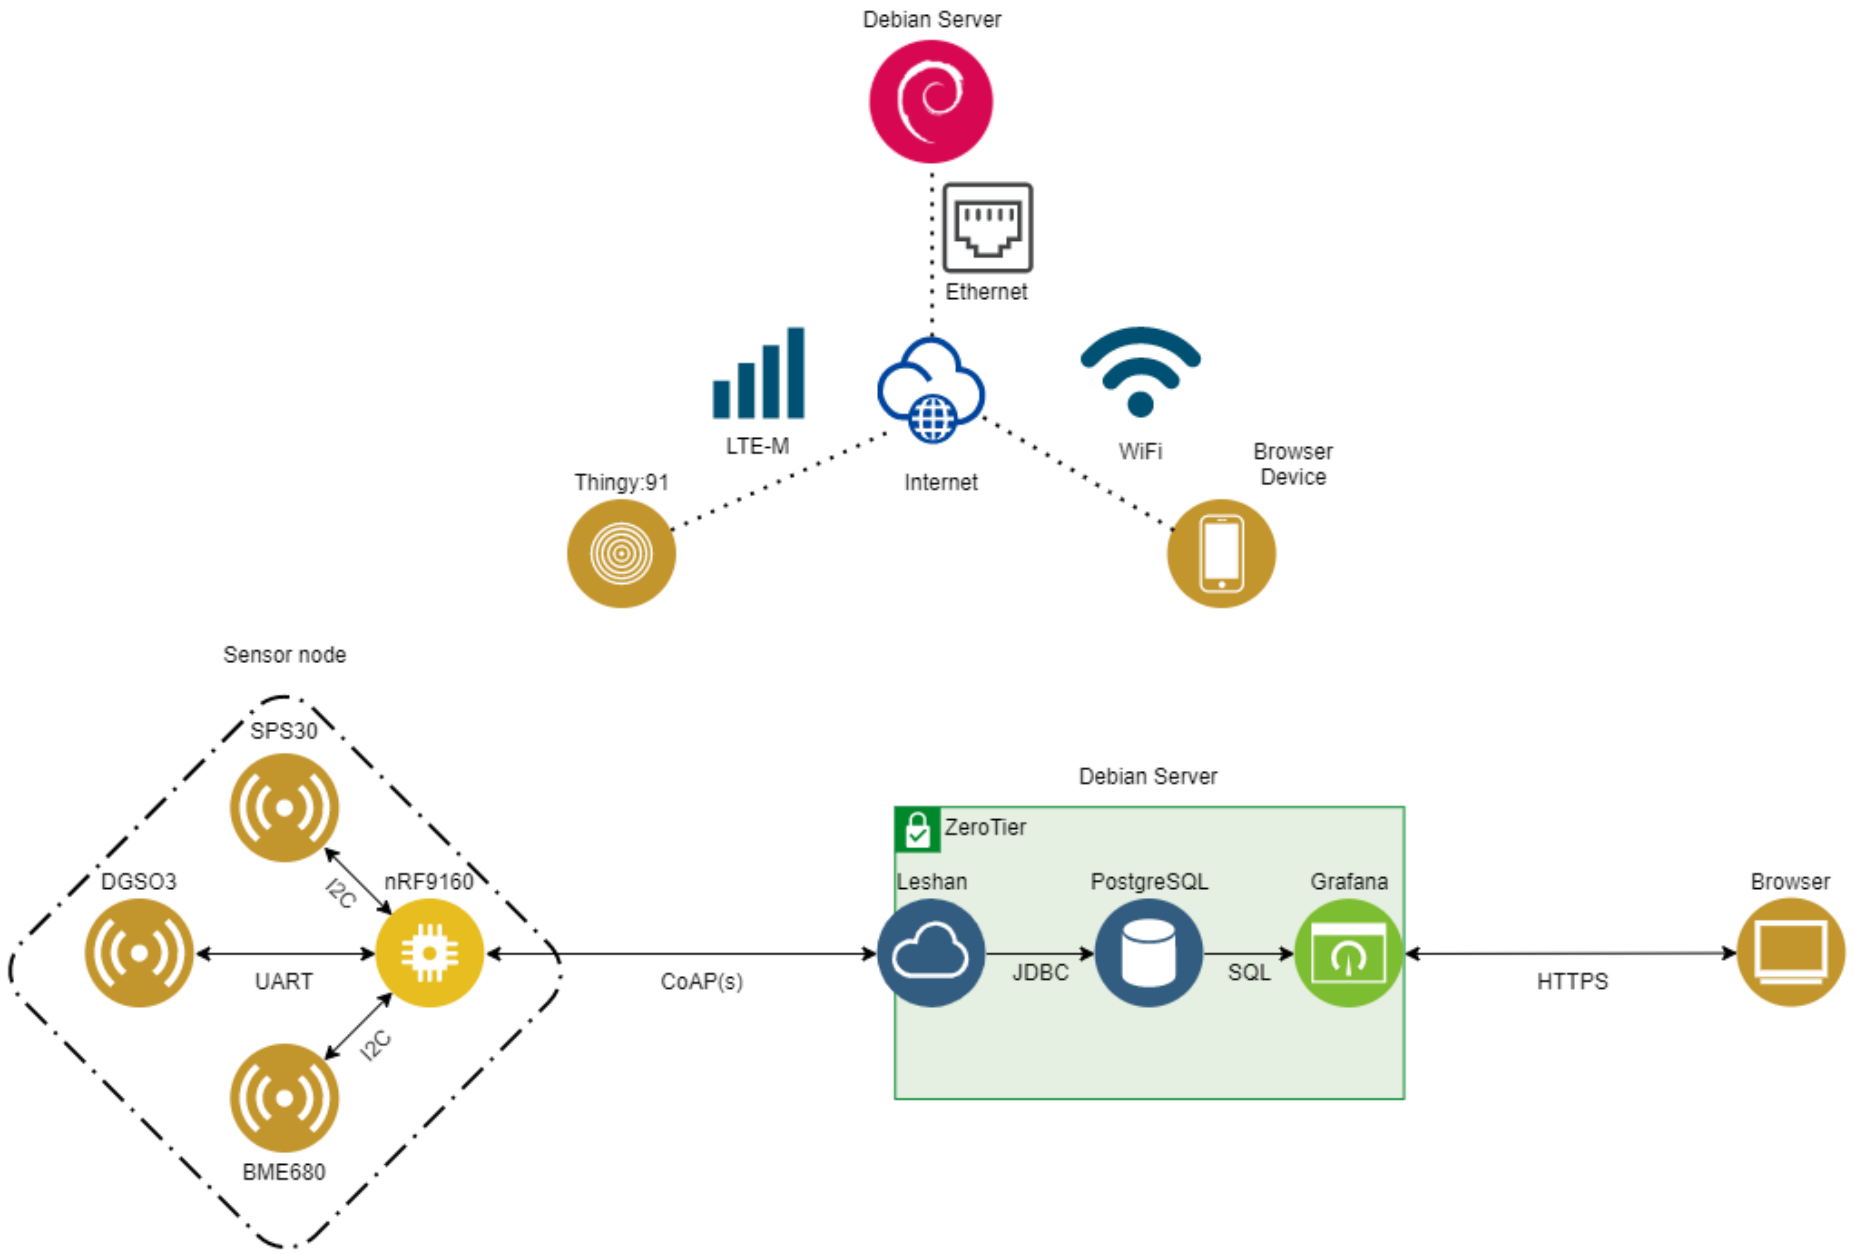 Debian Server
Ethernet
LTE-M
WiFi
Thingy:91
Internet
Browser
Device
Sensor node
SPS30
DGSO3
nRF9160
I2C
UART
I2C
BME680
CoAP(s)
Debian Server
ZeroTier
Leshan
PostgreSQL
Grafana
JDBC
SQL
HTTPS
Browser